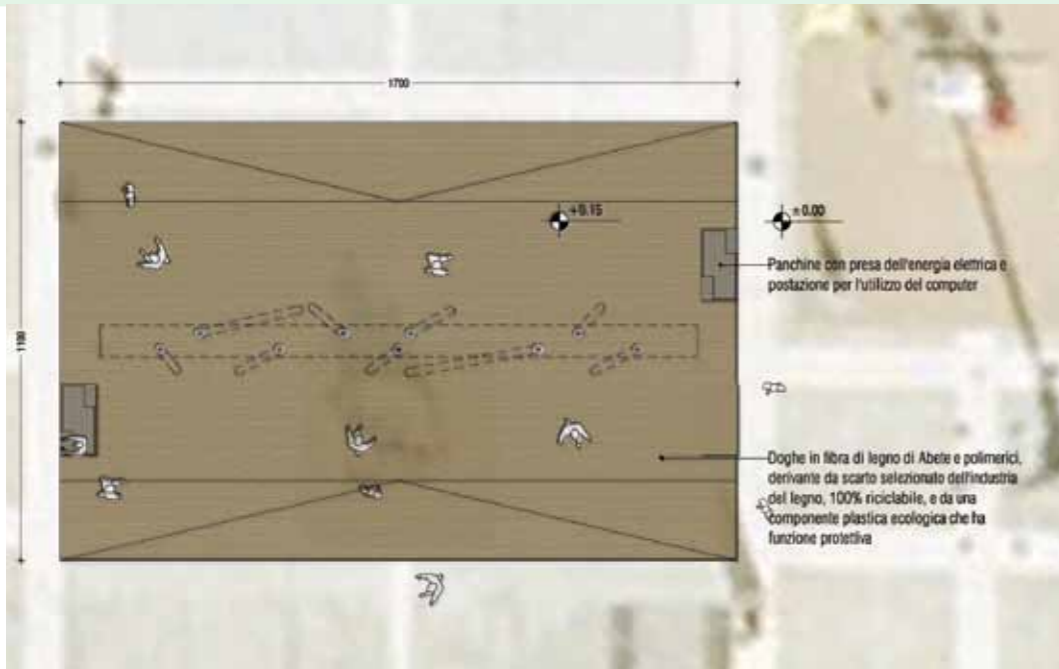 1700
1100
+0.15
±0.00
Panchine con presa dell'energia elettrica e
postazione per l'utilizzo del computer
Doghe in fibra di legno di Abete e polimerici,
derivante da scarto selezionato dell'industria
del legno, 100% riciclabile, e da una
componente plastica ecologica che ha
funzione protettiva